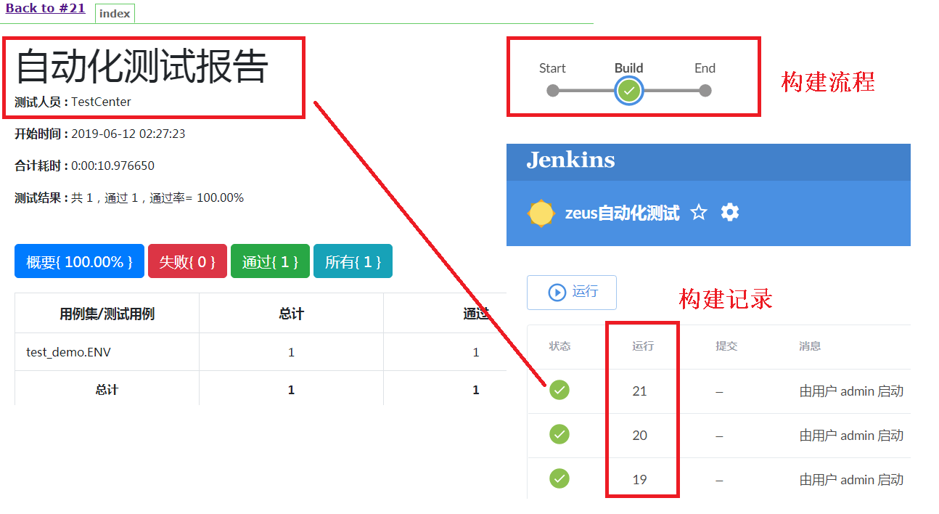 Back to #21 index
自动化测试报告
测试人员 : TestCenter
开始时间 : 2019-06-12 02:27:23
合计耗时 : 0:00:10.976650
测试结果 : 共 1，通过 1，通过率= 100.00%
概要{ 100.00% } 失败{ 0 } 通过{ 1 } 所有{ 1 }
用例集/测试用例 总计 通过
test_demo.ENV 1 1
总计 1 1
Start Build End
构建流程
Jenkins
zeus自动化测试
运行
构建记录
状态 运行 提交 消息
21 – 由用户 admin 启动
20 – 由用户 admin 启动
19 – 由用户 admin 启动